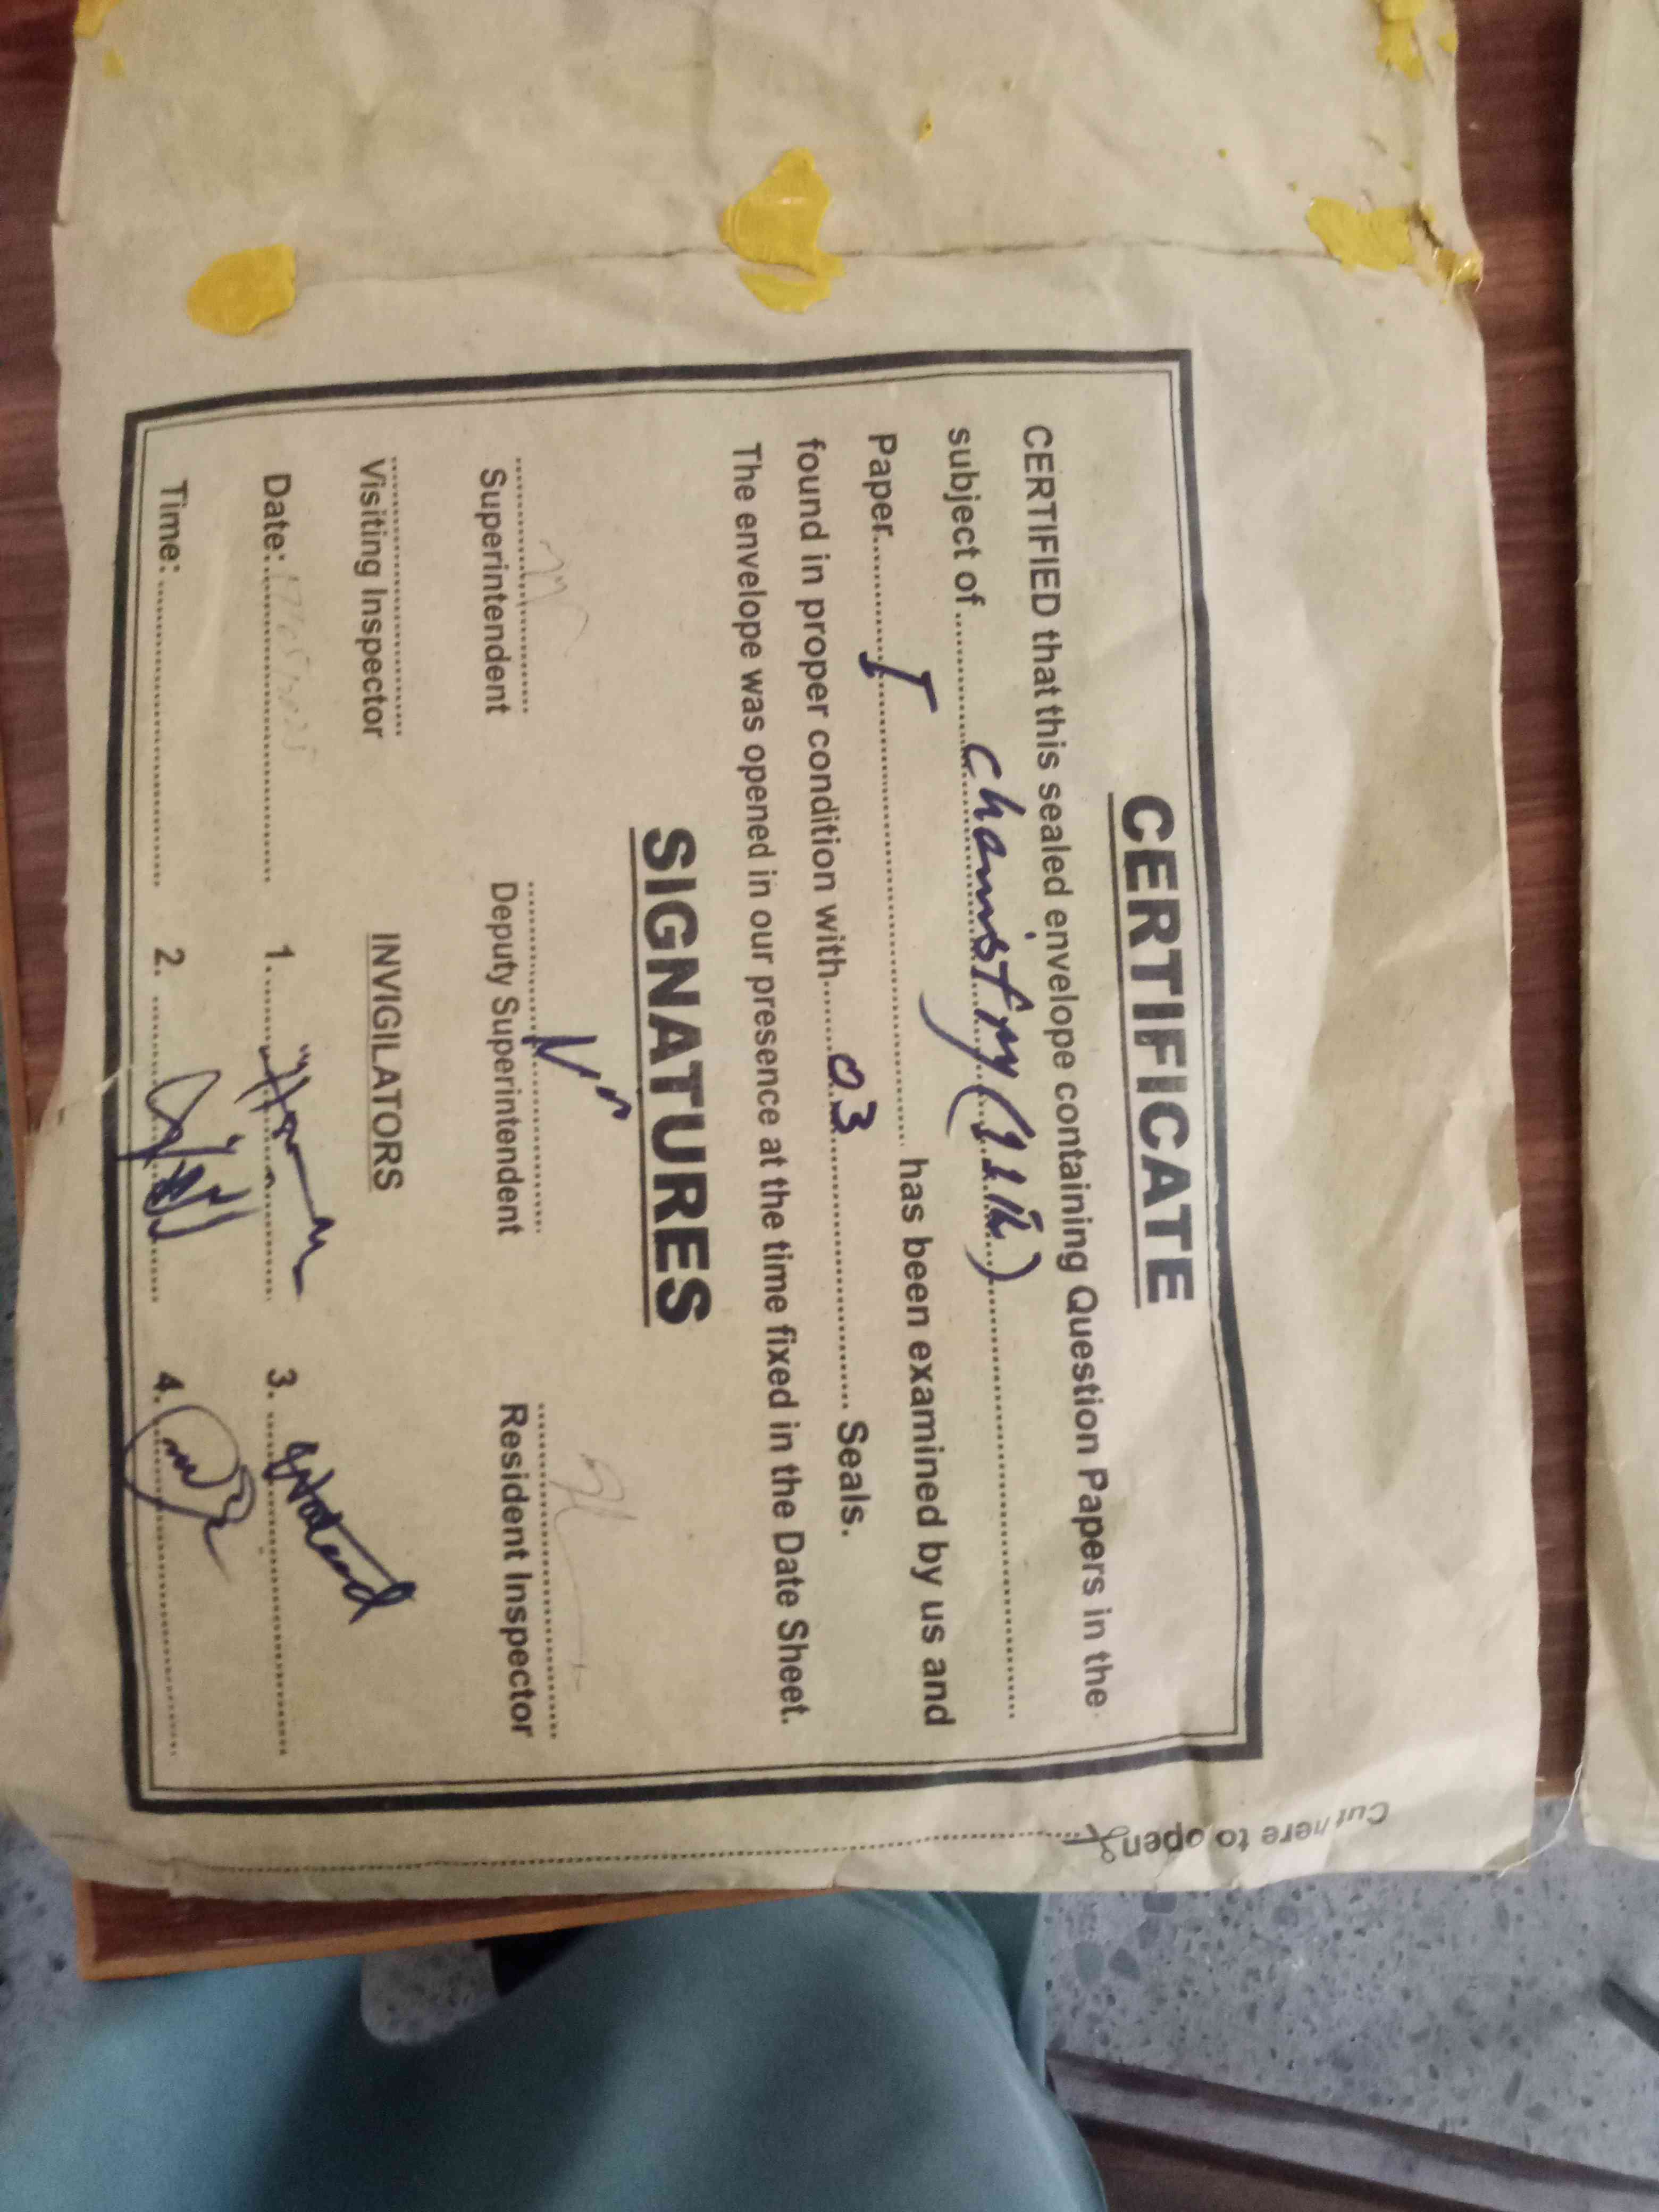 CERTIFICATE
CERTIFIED that this sealed envelope containing Question Papers in the
subject of ........ Chamstry (11th) ........
Paper ........ I ........ has been examined by us and
found in proper condition with ........ 03 ........ Seals.
The envelope was opened in our presence at the time fixed in the Date Sheet.
SIGNATURES
Superintendent Deputy Superintendent Resident Inspector
Visiting Inspector INVIGILATORS
Date: ........ 1. ........ 3. ........
Time: ........ 2. ........ 4. ........
Cut here to open